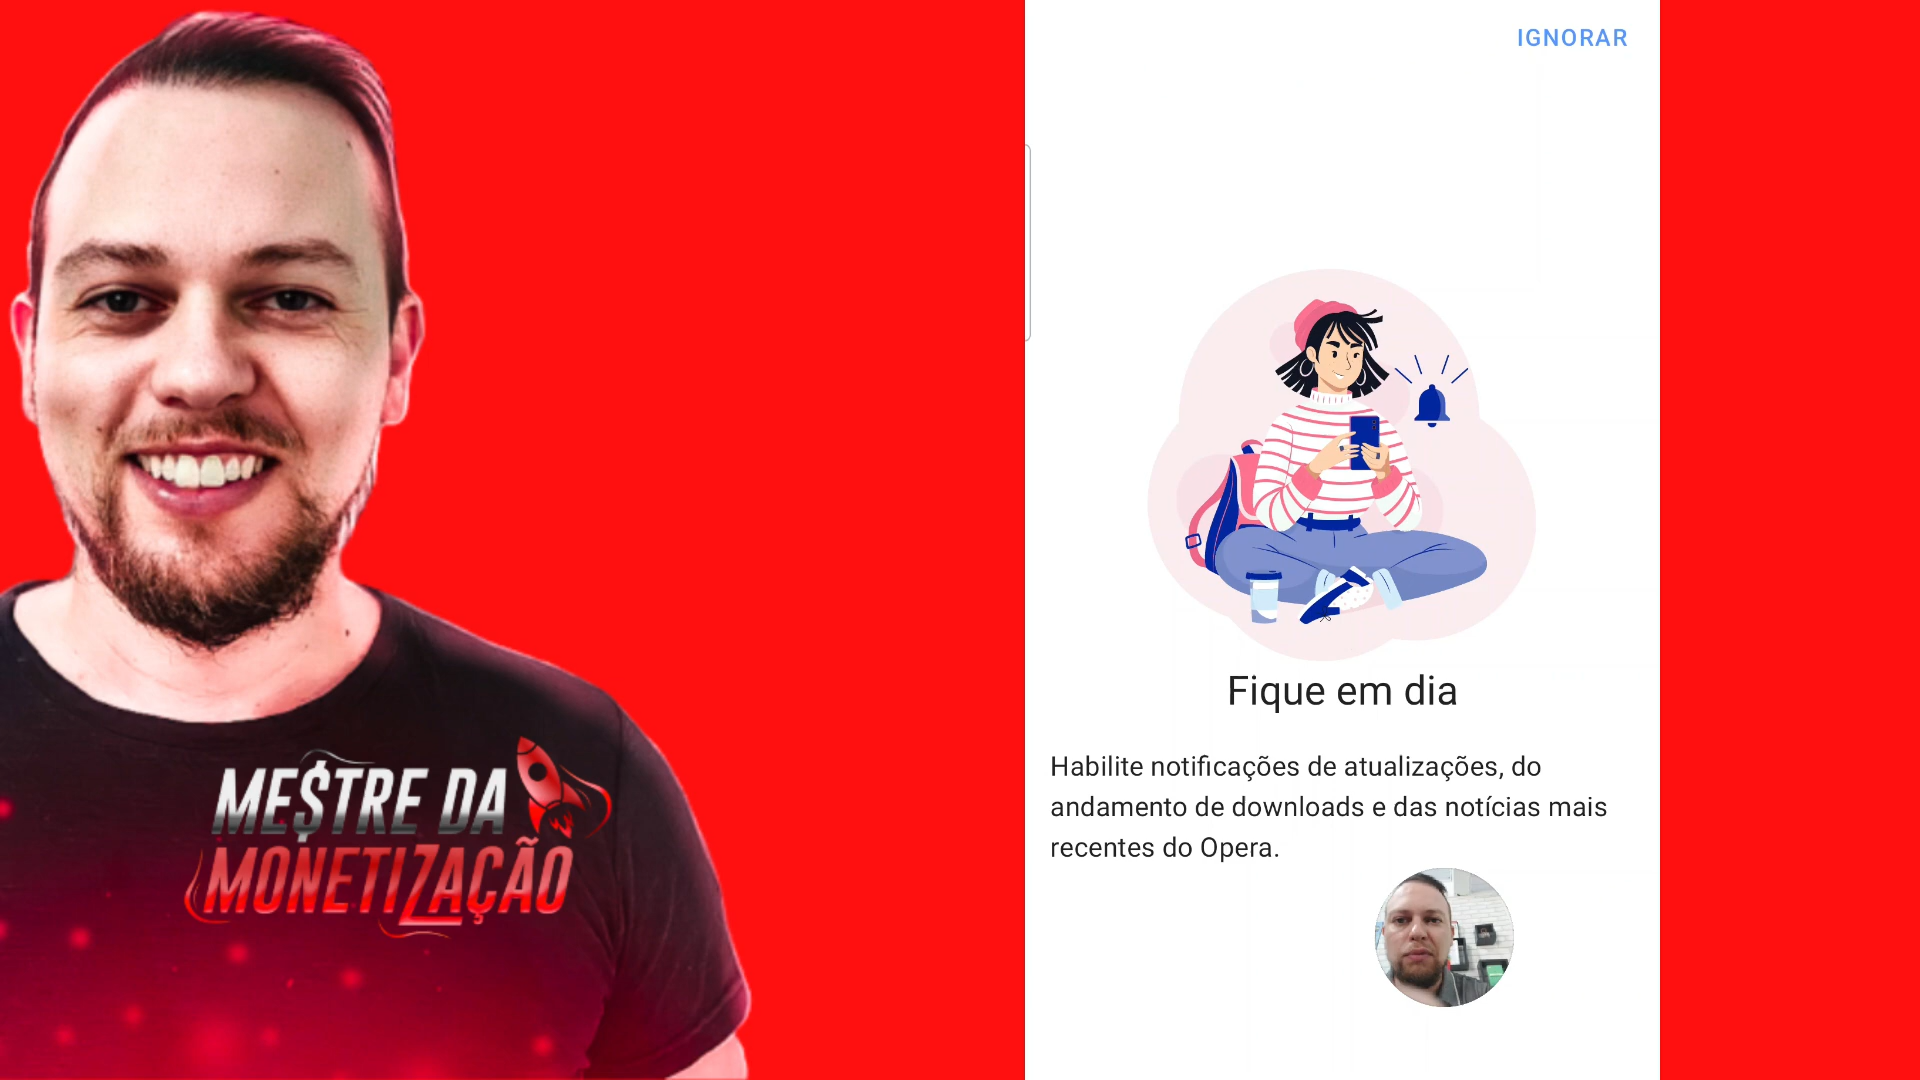 IGNORAR
ME$TRE DA
MONETIZAÇÃO
Fique em dia
Habilite notificações de atualizações, do
andamento de downloads e das notícias mais
recentes do Opera.